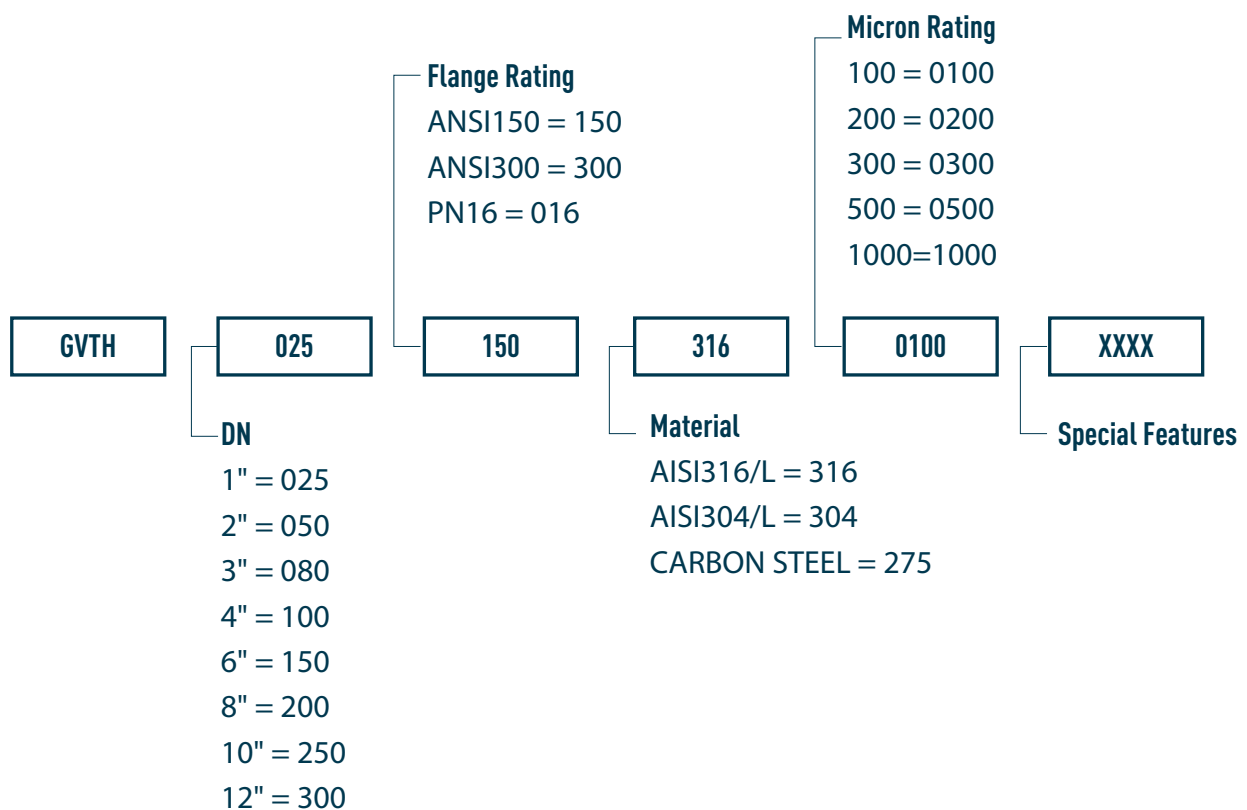 Micron Rating
100 = 0100
200 = 0200
300 = 0300
500 = 0500
1000=1000
Flange Rating
ANSI150 = 150
ANSI300 = 300
PN16 = 016
GVTH
025
150
316
0100
XXXX
DN
1" = 025
2" = 050
3" = 080
4" = 100
6" = 150
8" = 200
10" = 250
12" = 300
Material
AISI316/L = 316
AISI304/L = 304
CARBON STEEL = 275
Special Features